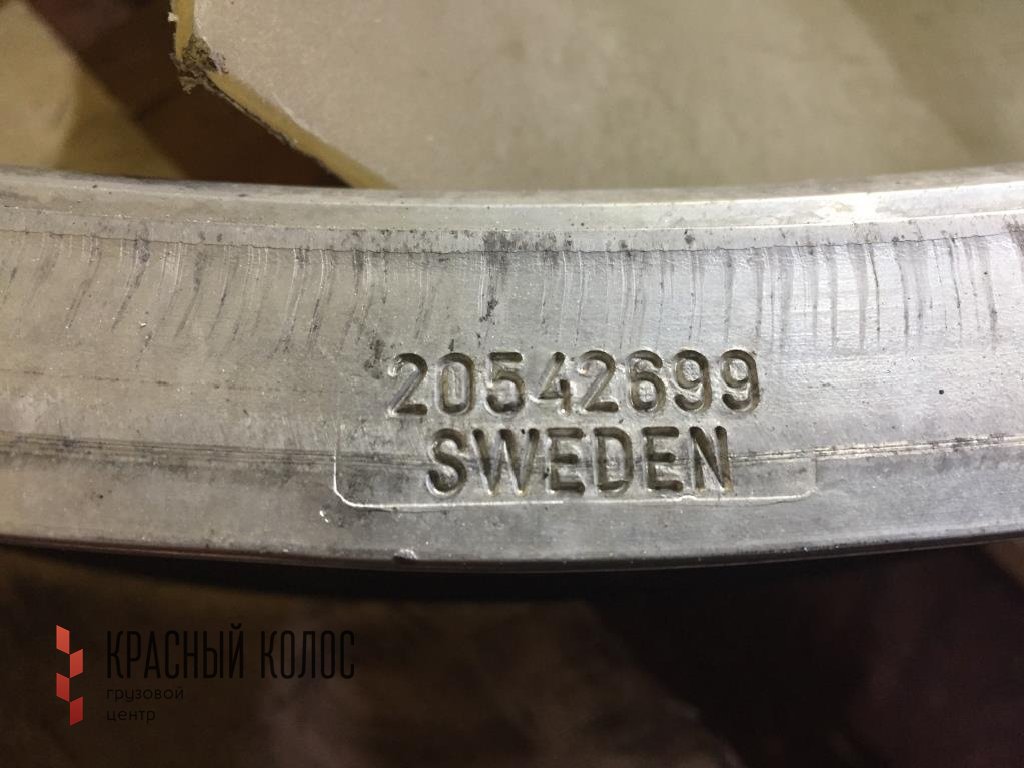 20542699
SWEDEN
КРАСНЫЙ КОЛОС
грузовой
центр